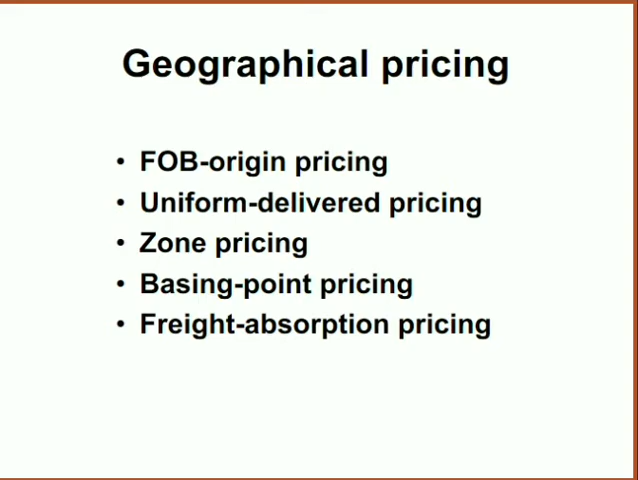 Geographical pricing
• FOB-origin pricing
• Uniform-delivered pricing
• Zone pricing
• Basing-point pricing
• Freight-absorption pricing